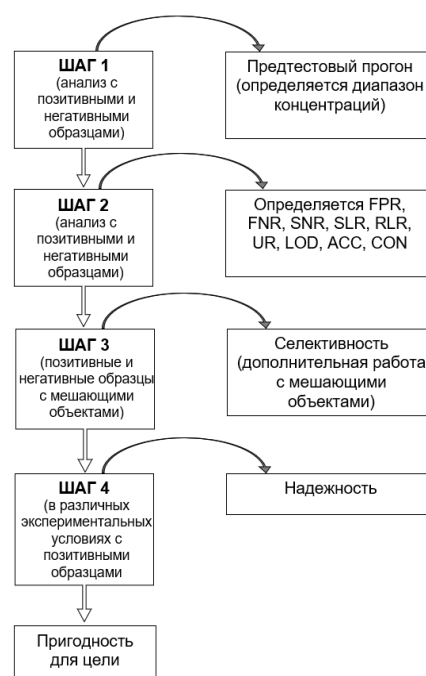 ШАГ 1
(анализ с
позитивными и
негативными
образцами)
Предтестовый прогон
(определяется диапазон
концентраций)
ШАГ 2
(анализ с
позитивными и
негативными
образцами)
Определяется FPR,
FNR, SNR, SLR, RLR,
UR, LOD, ACC, CON
ШАГ 3
(позитивные и
негативные образцы
с мешающими
объектами)
Селективность
(дополнительная работа
с мешающими
объектами)
ШАГ 4
(в различных
экспериментальных
условиях с
позитивными
образцами
Надежность
Пригодность
для цели